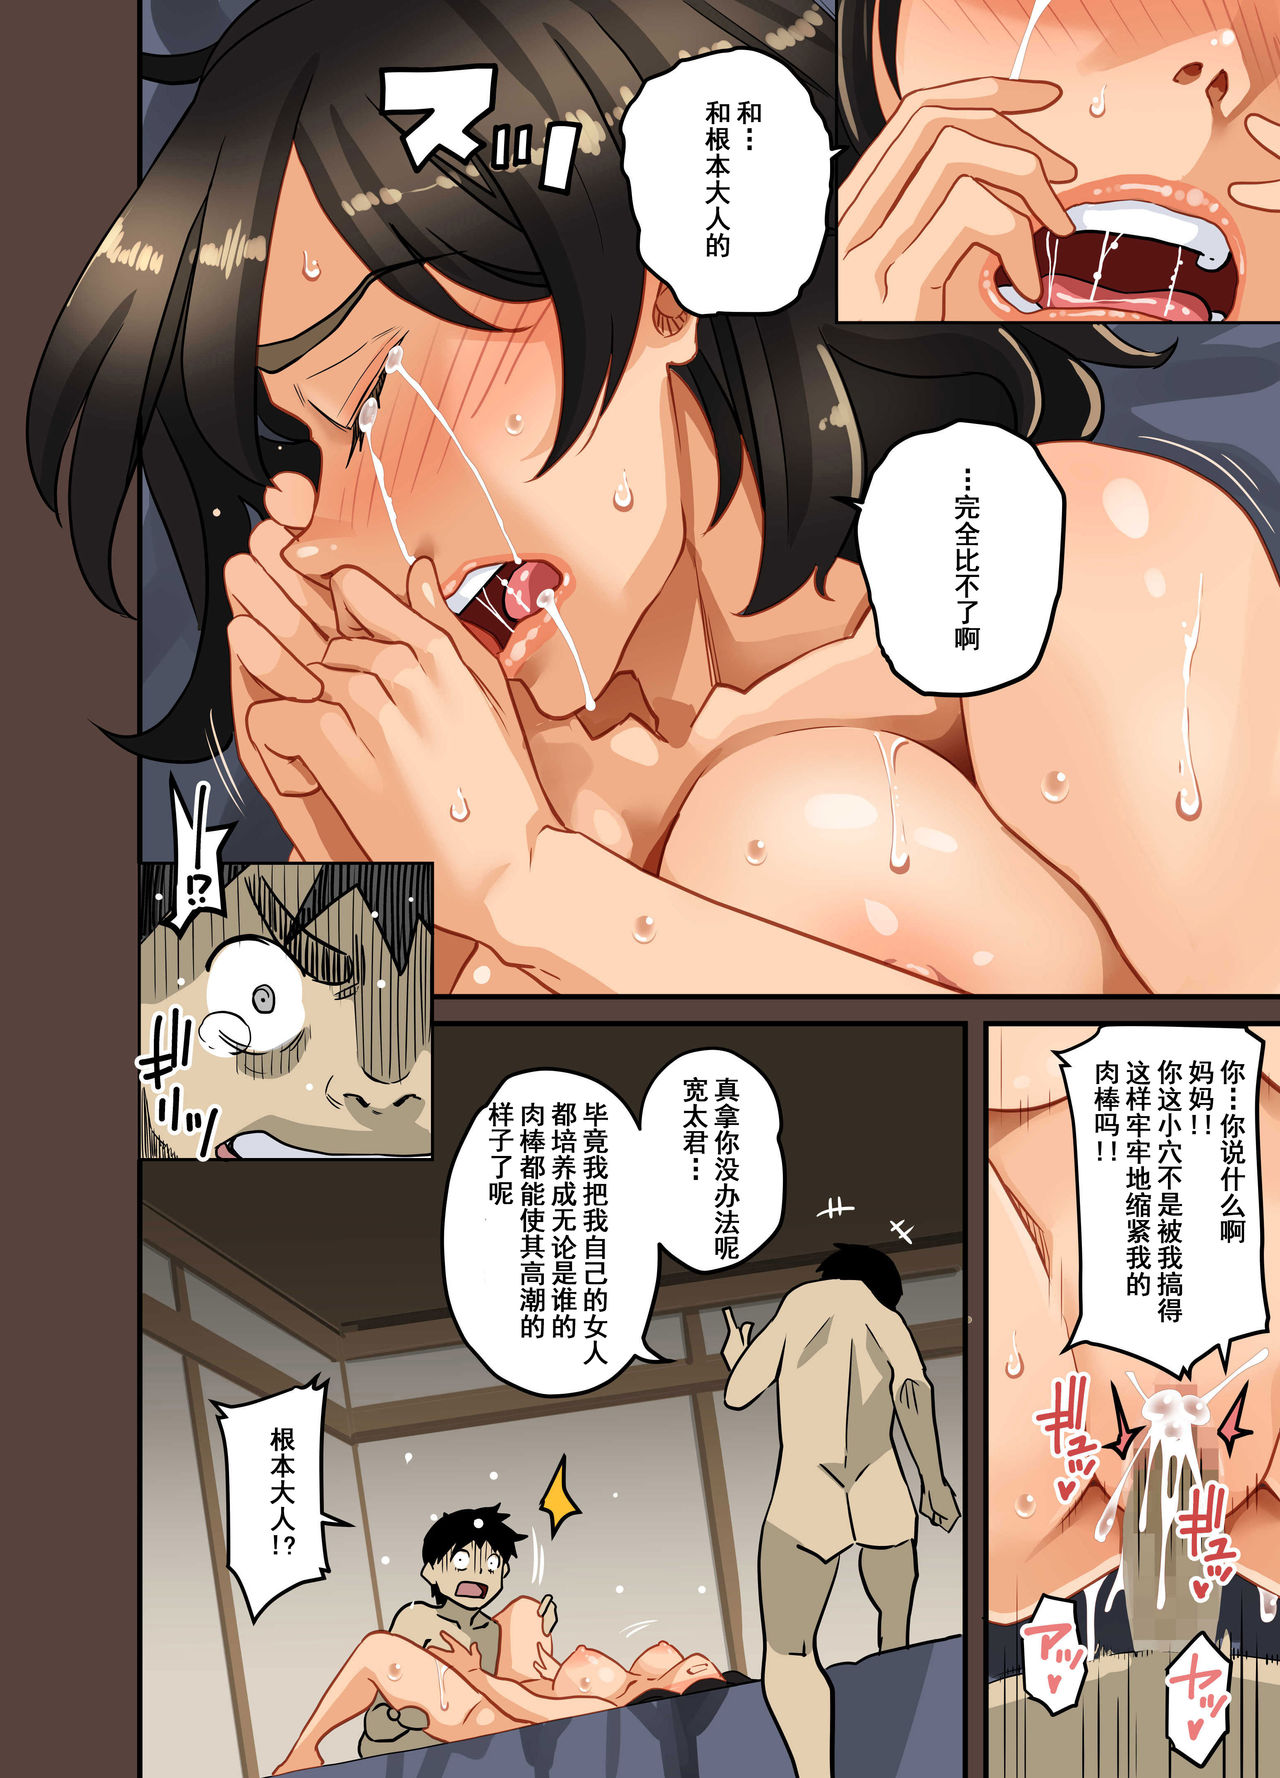 和…
和根本大人的
…完全比不了啊
ズッ
!?
ギョリッ
你…你说什么啊
妈妈!!
你这小穴不是被我搞得
这样牢牢地缩紧我的
肉棒吗!!
ギュッ♥
ギュッ♥
アッ♥
ヤッ♥
真拿你没办法呢
宽太君…
毕竟我把我自己的女人
都培养成无论是谁的
肉棒都能使其高潮的
样子了呢
根本大人!?